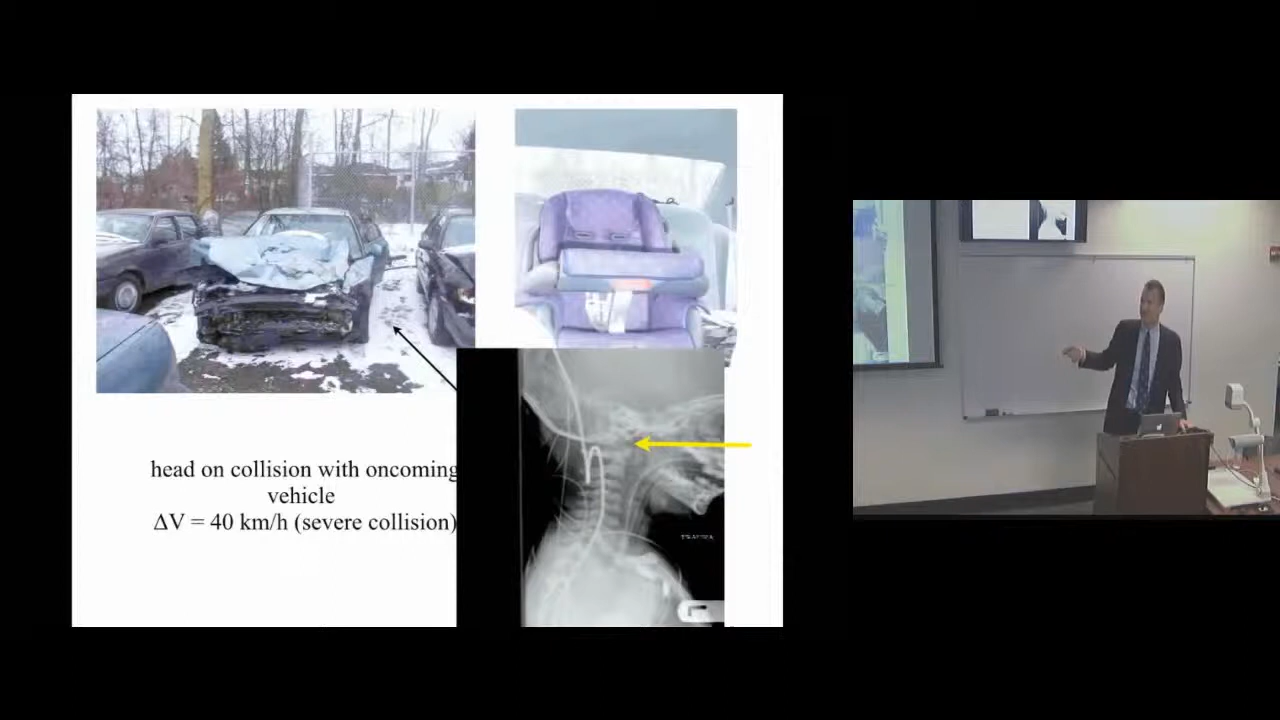 head on collision with oncoming
vehicle
ΔV = 40 km/h (severe collision)